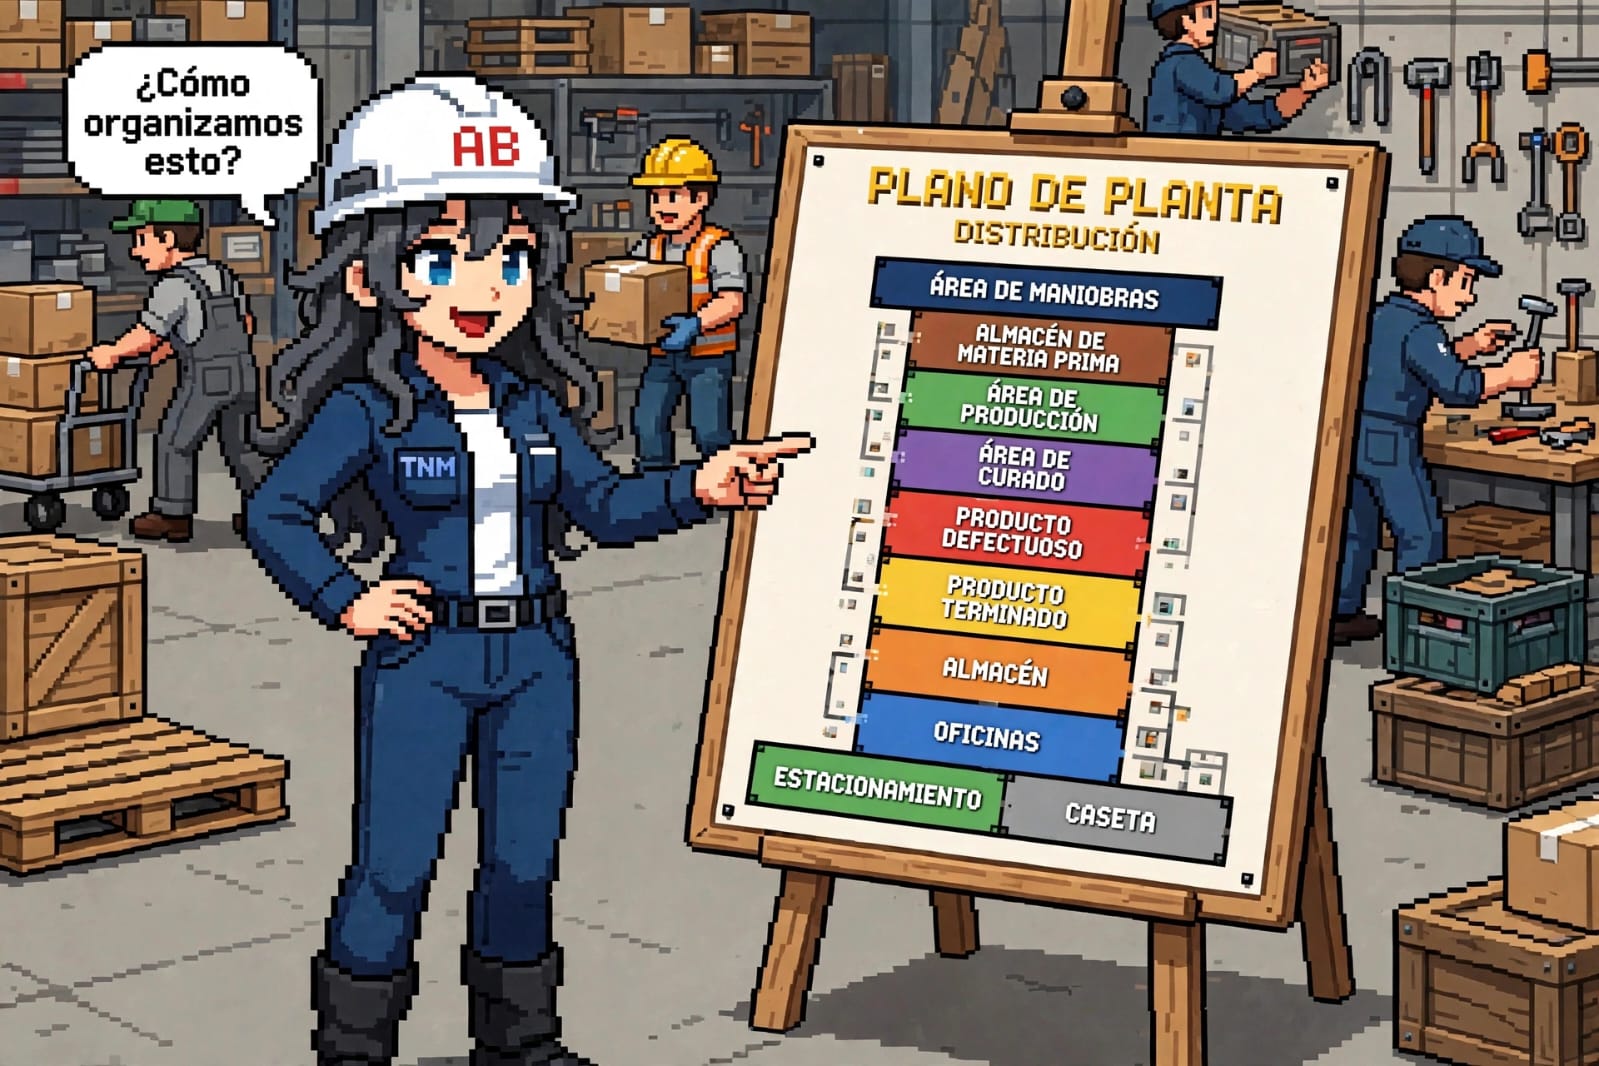 ¿Cómo
organizamos
esto?
AB
TNM
PLANO DE PLANTA
DISTRIBUCIÓN
ÁREA DE MANIOBRAS
ALMACÉN DE
MATERIA PRIMA
ÁREA DE
PRODUCCIÓN
ÁREA DE
CURADO
PRODUCTO
DEFECTUOSO
PRODUCTO
TERMINADO
ALMACÉN
OFICINAS
ESTACIONAMIENTO
CASETA